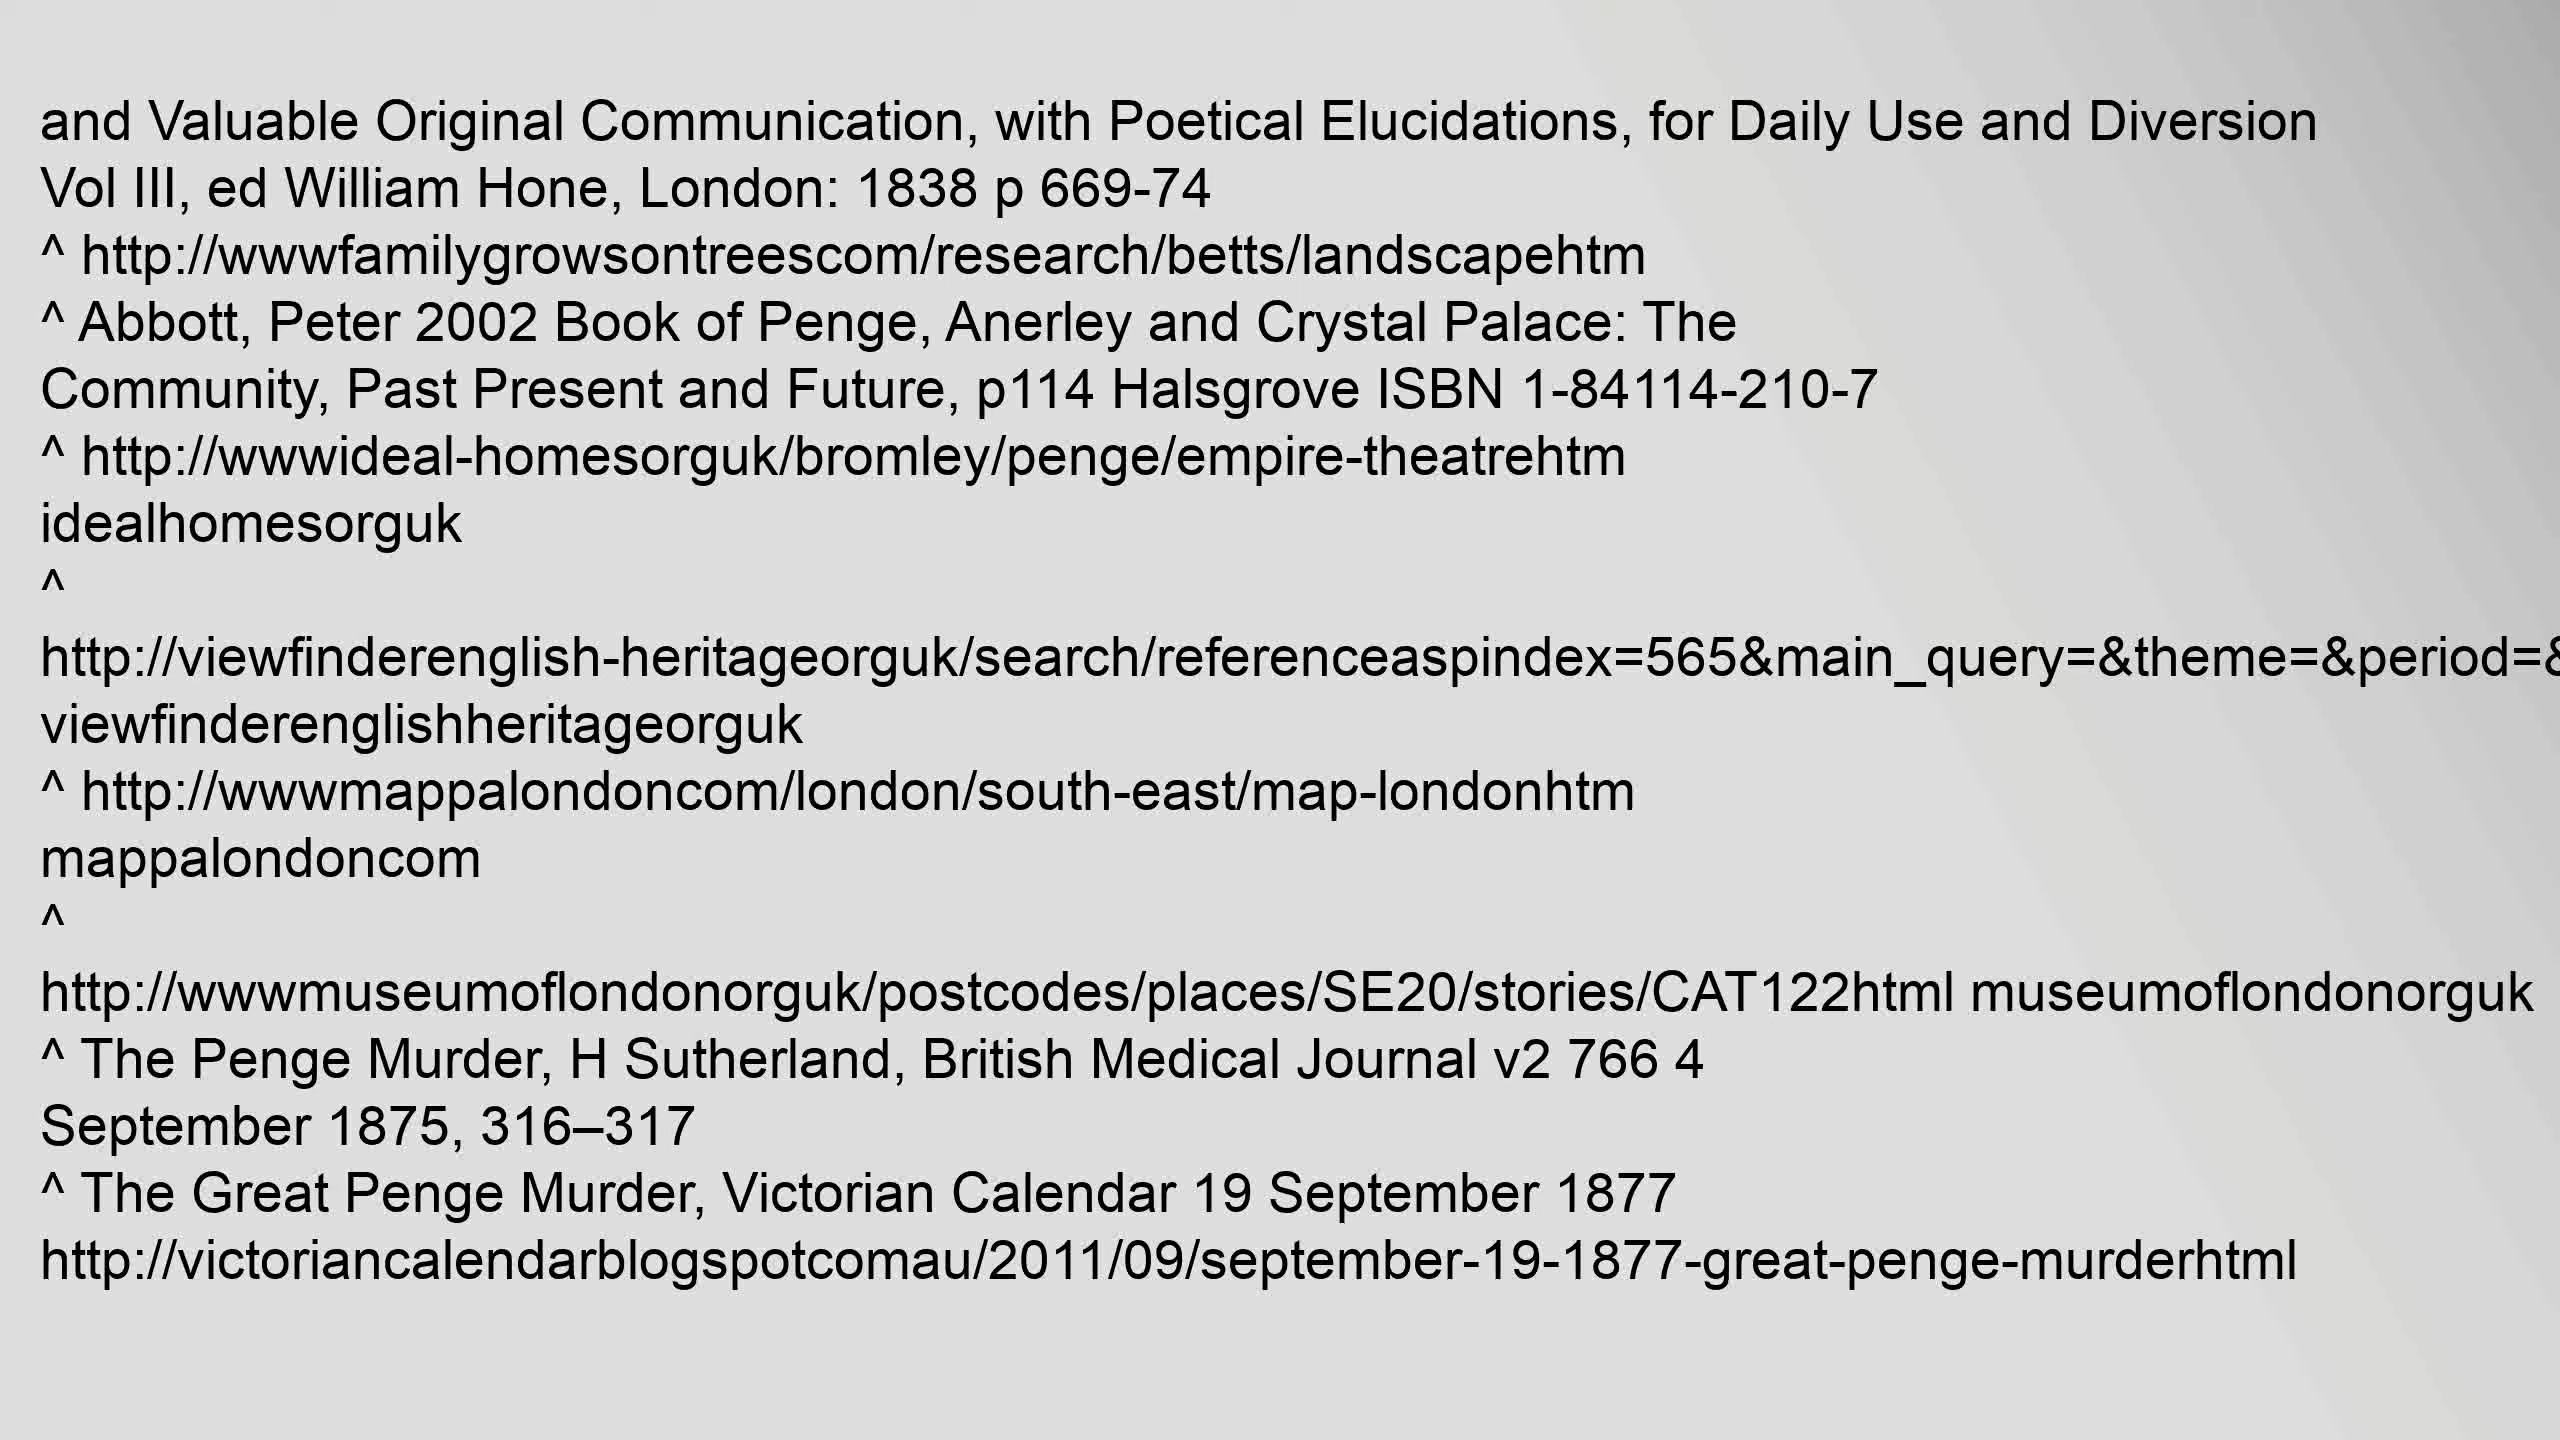 and Valuable Original Communication, with Poetical Elucidations, for Daily Use and Diversion
Vol III, ed William Hone, London: 1838 p 669-74
^ http://wwwfamilygrowsontreescom/research/betts/landscapehtm
^ Abbott, Peter 2002 Book of Penge, Anerley and Crystal Palace: The
Community, Past Present and Future, p114 Halsgrove ISBN 1-84114-210-7
^ http://wwwideal-homesorguk/bromley/penge/empire-theatrehtm
idealhomesorguk
^
http://viewfinderenglish-heritageorguk/search/referenceaspindex=565&main_query=&theme=&period=&
viewfinderenglishheritageorguk
^ http://wwwmappalondoncom/london/south-east/map-londonhtm
mappalondoncom
^
http://wwwmuseumoflondonorguk/postcodes/places/SE20/stories/CAT122html museumoflondonorguk
^ The Penge Murder, H Sutherland, British Medical Journal v2 766 4
September 1875, 316–317
^ The Great Penge Murder, Victorian Calendar 19 September 1877
http://victoriancalendarblogspotcomau/2011/09/september-19-1877-great-penge-murderhtml